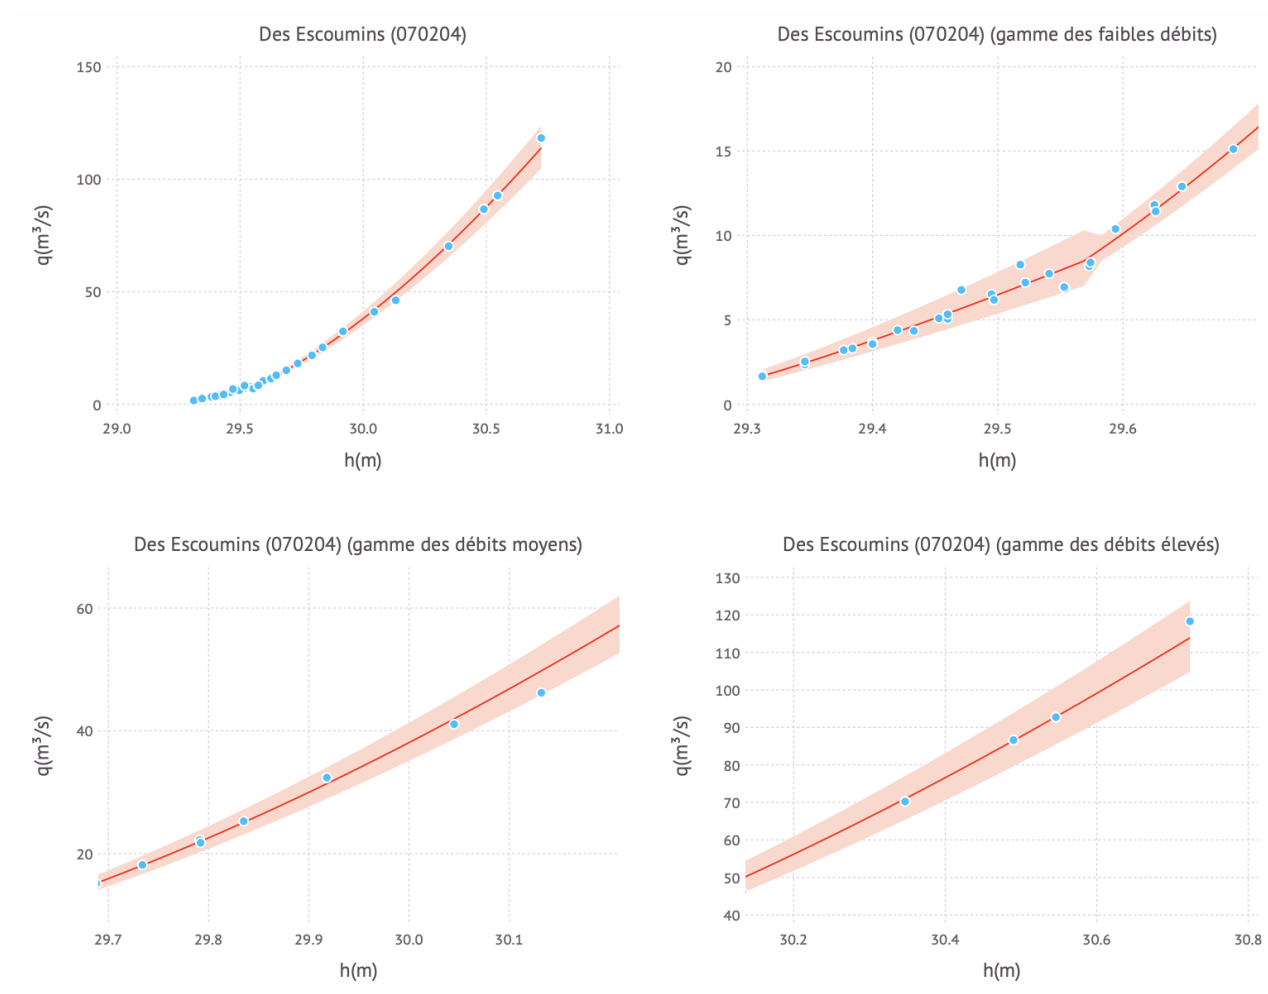 Des Escoumins (070204)
150
100
50
0
29.0 29.5 30.0 30.5 31.0
h(m)
q(m³/s)
Des Escoumins (070204) (gamme des faibles débits)
20
15
10
5
0
29.3 29.4 29.5 29.6
h(m)
q(m³/s)
Des Escoumins (070204) (gamme des débits moyens)
60
40
20
29.7 29.8 29.9 30.0 30.1
h(m)
q(m³/s)
Des Escoumins (070204) (gamme des débits élevés)
130
120
110
100
90
80
70
60
50
40
30.2 30.4 30.6 30.8
h(m)
q(m³/s)